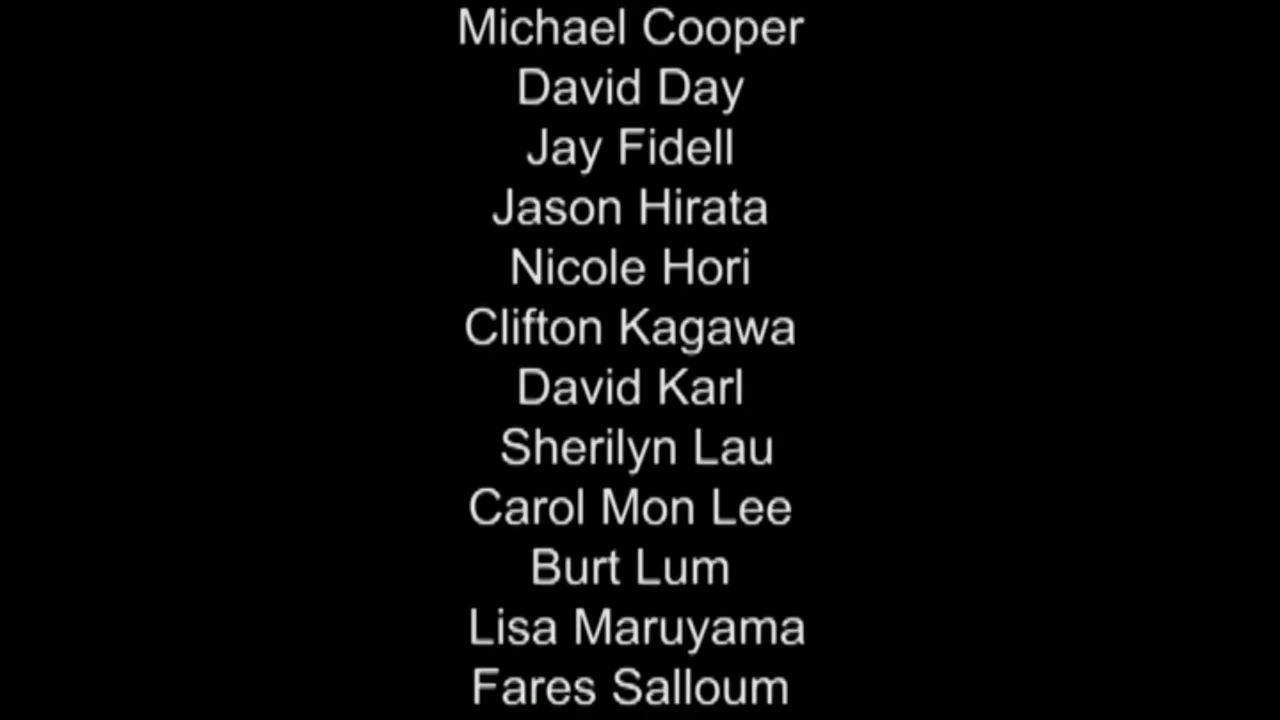 Michael Cooper
David Day
Jay Fidell
Jason Hirata
Nicole Hori
Clifton Kagawa
David Karl
Sherilyn Lau
Carol Mon Lee
Burt Lum
Lisa Maruyama
Fares Salloum